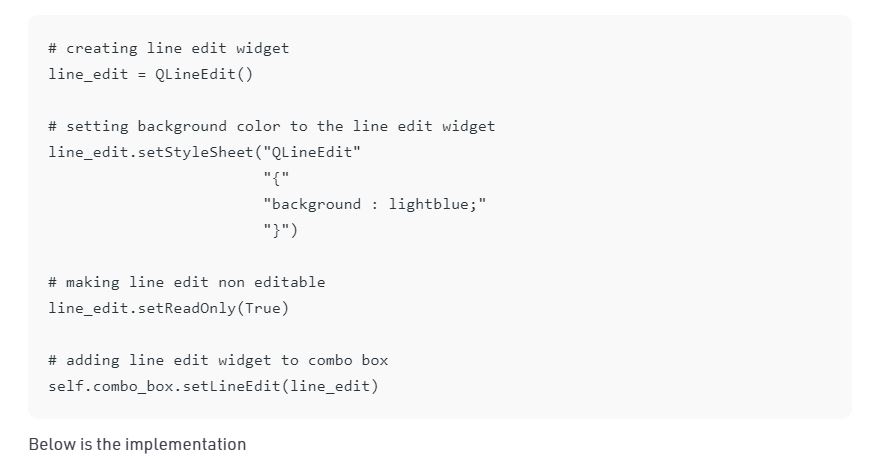 # creating line edit widget
line_edit = QLineEdit()
# setting background color to the line edit widget
line_edit.setStyleSheet("QLineEdit"
"{"
"background : lightblue;"
"}")
# making line edit non editable
line_edit.setReadOnly(True)
# adding line edit widget to combo box
self.combo_box.setLineEdit(line_edit)
Below is the implementation